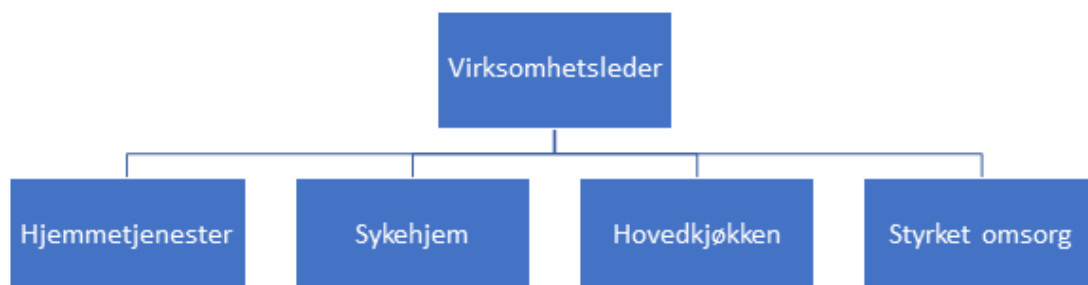 Virksomhetsleder
Hjemmetjenester
Sykehjem
Hovedkjøkken
Styrket omsorg